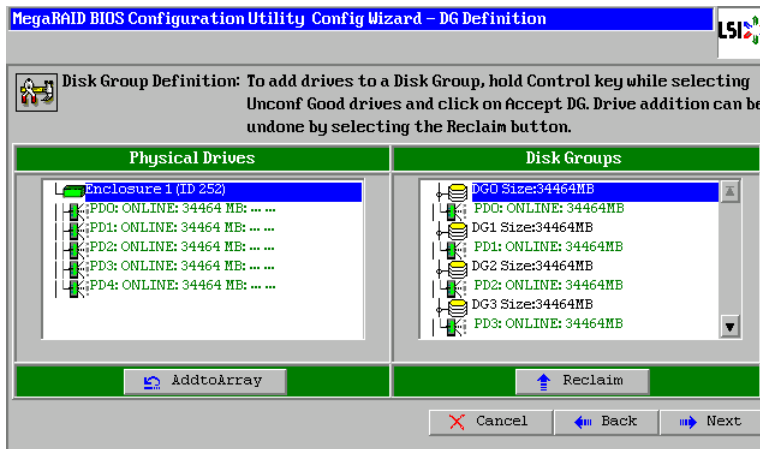 MegaRAID BIOS Configuration Utility Config Wizard - DG Definition
LSI
Disk Group Definition: To add drives to a Disk Group, hold Control key while selecting
Unconf Good drives and click on Accept DG. Drive addition can be
undone by selecting the Reclaim button.
Physical Drives
Enclosure 1 (ID 252)
PD0: ONLINE: 34464 MB: --- ---
PD1: ONLINE: 34464 MB: --- ---
PD2: ONLINE: 34464 MB: --- ---
PD3: ONLINE: 34464 MB: --- ---
PD4: ONLINE: 34464 MB: --- ---
AddtoArray
Disk Groups
DG0 Size:34464MB
PD0: ONLINE: 34464MB
DG1 Size:34464MB
PD1: ONLINE: 34464MB
DG2 Size:34464MB
PD2: ONLINE: 34464MB
DG3 Size:34464MB
PD3: ONLINE: 34464MB
Reclaim
Cancel
Back
Next